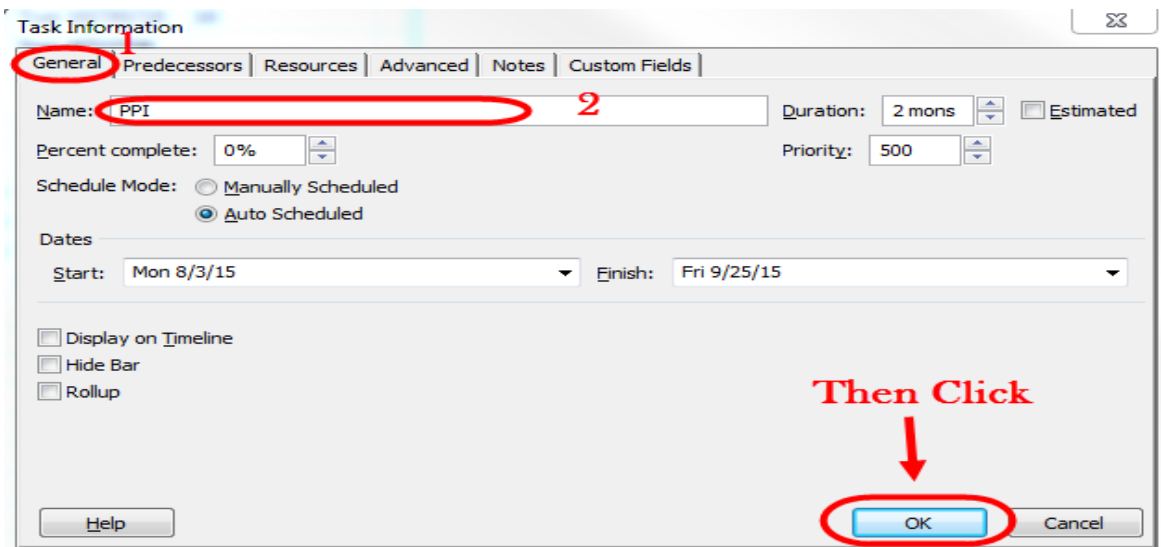 Task Information
1
General Predecessors Resources Advanced Notes Custom Fields
Name: PPI 2 Duration: 2 mons Estimated
Percent complete: 0% Priority: 500
Schedule Mode: Manually Scheduled
Auto Scheduled
Dates
Start: Mon 8/3/15 Finish: Fri 9/25/15
Display on Timeline
Hide Bar
Rollup
Then Click
Help OK Cancel